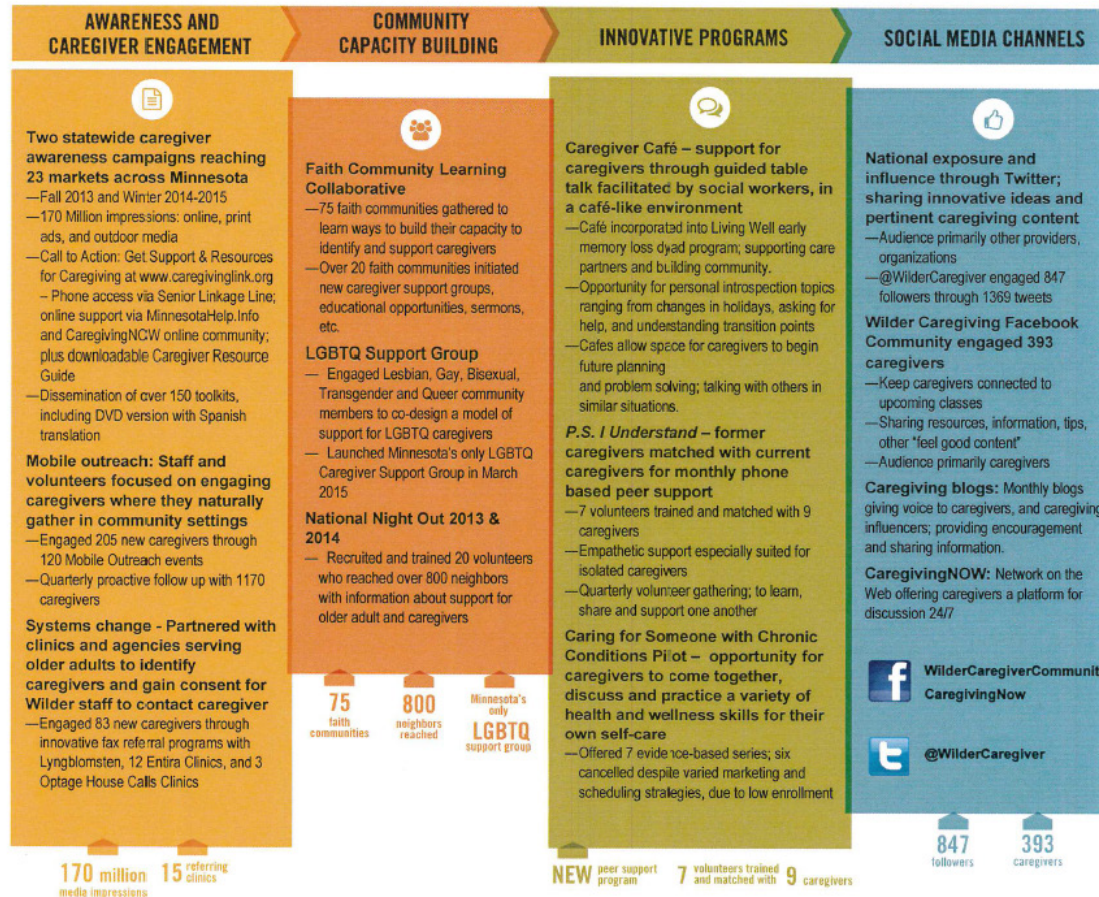 AWARENESS AND
CAREGIVER ENGAGEMENT
COMMUNITY
CAPACITY BUILDING
INNOVATIVE PROGRAMS
SOCIAL MEDIA CHANNELS
Two statewide caregiver
awareness campaigns reaching
23 markets across Minnesota
—Fall 2013 and Winter 2014-2015
—170 Million impressions: online, print
ads, and outdoor media
—Call to Action: Get Support & Resources
for Caregiving at www.caregivinglink.org
– Phone access via Senior Linkage Line;
online support via MinnesotaHelp.Info
and CaregivingNCW online community;
plus downloadable Caregiver Resource
Guide
—Dissemination of over 150 toolkits,
including DVD version with Spanish
translation
Mobile outreach: Staff and
volunteers focused on engaging
caregivers where they naturally
gather in community settings
—Engaged 205 new caregivers through
120 Mobile Outreach events
—Quarterly proactive follow up with 1170
caregivers
Systems change - Partnered with
clinics and agencies serving
older adults to identify
caregivers and gain consent for
Wilder staff to contact caregiver
—Engaged 83 new caregivers through
innovative fax referral programs with
Lyngblomsten, 12 Entira Clinics, and 3
Optage House Calls Clinics
170 million
media impressions
15 referring
clinics
Faith Community Learning
Collaborative
—75 faith communities gathered to
learn ways to build their capacity to
identify and support caregivers
—Over 20 faith communities initiated
new caregiver support groups,
educational opportunities, sermons,
etc.
LGBTQ Support Group
— Engaged Lesbian, Gay, Bisexual,
Transgender and Queer community
members to co-design a model of
support for LGBTQ caregivers
— Launched Minnesota's only LGBTQ
Caregiver Support Group in March
2015
National Night Out 2013 &
2014
— Recruited and trained 20 volunteers
who reached over 800 neighbors
with information about support for
older adult and caregivers
75
faith
communities
800
neighbors
reached
Minnesota's
only
LGBTQ
support group
Caregiver Café – support for
caregivers through guided table
talk facilitated by social workers, in
a café-like environment
—Café incorporated into Living Well early
memory loss dyad program; supporting care
partners and building community.
—Opportunity for personal introspection topics
ranging from changes in holidays, asking for
help, and understanding transition points
—Cafes allow space for caregivers to begin
future planning
and problem solving; talking with others in
similar situations.
P.S. I Understand – former
caregivers matched with current
caregivers for monthly phone
based peer support
—7 volunteers trained and matched with 9
caregivers
—Empathetic support especially suited for
isolated caregivers
—Quarterly volunteer gathering; to learn,
share and support one another
Caring for Someone with Chronic
Conditions Pilot – opportunity for
caregivers to come together,
discuss and practice a variety of
health and wellness skills for their
own self-care
—Offered 7 evidence-based series; six
cancelled despite varied marketing and
scheduling strategies, due to low enrollment
NEW peer support
program
7 volunteers trained
and matched with 9 caregivers
National exposure and
influence through Twitter;
sharing innovative ideas and
pertinent caregiving content
—Audience primarily other providers,
organizations
—@WilderCaregiver engaged 847
followers through 1369 tweets
Wilder Caregiving Facebook
Community engaged 393
caregivers
—Keep caregivers connected to
upcoming classes
—Sharing resources, information, tips,
other "feel good content"
—Audience primarily caregivers
Caregiving blogs: Monthly blogs
giving voice to caregivers, and caregiving
influencers; providing encouragement
and sharing information.
CaregivingNOW: Network on the
Web offering caregivers a platform for
discussion 24/7
WilderCaregiverCommunit
CaregivingNow
@WilderCaregiver
847
followers
393
caregivers